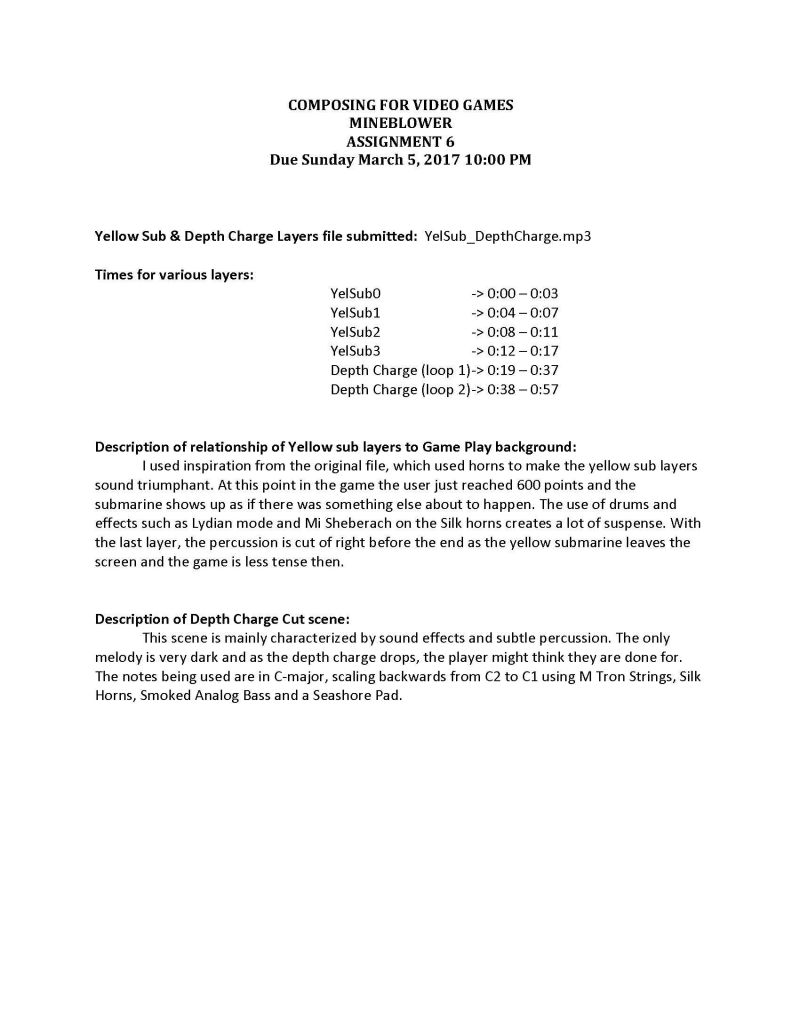 COMPOSING FOR VIDEO GAMES
MINEBLOWER
ASSIGNMENT 6
Due Sunday March 5, 2017 10:00 PM
Yellow Sub & Depth Charge Layers file submitted: YelSub_DepthCharge.mp3
Times for various layers:
YelSub0 -> 0:00 – 0:03
YelSub1 -> 0:04 – 0:07
YelSub2 -> 0:08 – 0:11
YelSub3 -> 0:12 – 0:17
Depth Charge (loop 1)-> 0:19 – 0:37
Depth Charge (loop 2)-> 0:38 – 0:57
Description of relationship of Yellow sub layers to Game Play background:
I used inspiration from the original file, which used horns to make the yellow sub layers
sound triumphant. At this point in the game the user just reached 600 points and the
submarine shows up as if there was something else about to happen. The use of drums and
effects such as Lydian mode and Mi Sheberach on the Silk horns creates a lot of suspense. With
the last layer, the percussion is cut of right before the end as the yellow submarine leaves the
screen and the game is less tense then.
Description of Depth Charge Cut scene:
This scene is mainly characterized by sound effects and subtle percussion. The only
melody is very dark and as the depth charge drops, the player might think they are done for.
The notes being used are in C-major, scaling backwards from C2 to C1 using M Tron Strings, Silk
Horns, Smoked Analog Bass and a Seashore Pad.